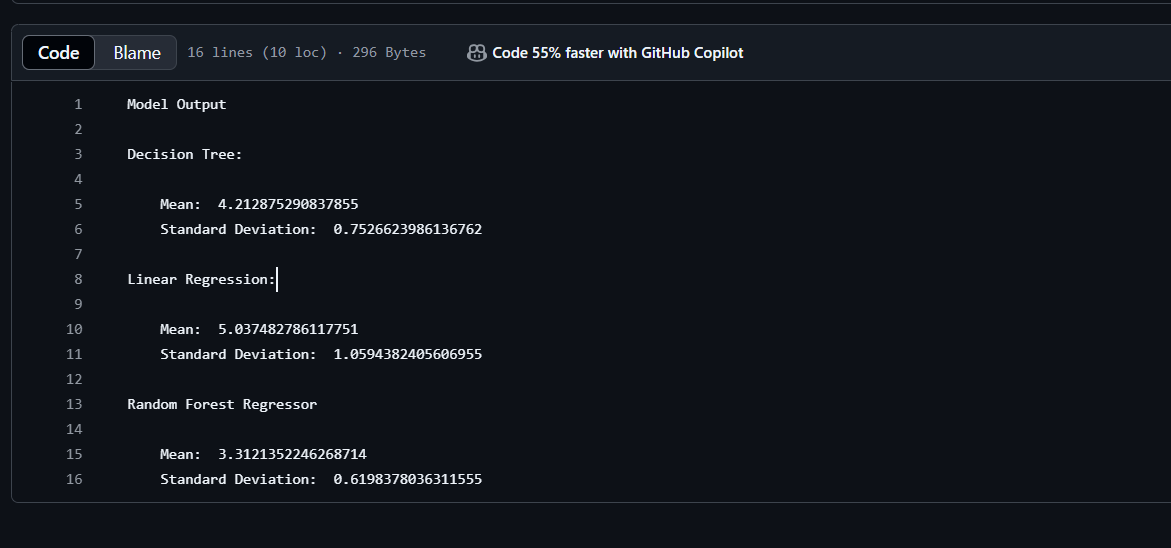 Code Blame 16 lines (10 loc) · 296 Bytes Code 55% faster with GitHub Copilot
1 Model Output
2
3 Decision Tree:
4
5 Mean:  4.212875290837855
6 Standard Deviation:  0.7526623986136762
7
8 Linear Regression:
9
10 Mean:  5.037482786117751
11 Standard Deviation:  1.0594382405606955
12
13 Random Forest Regressor
14
15 Mean:  3.3121352246268714
16 Standard Deviation:  0.6198378036311555